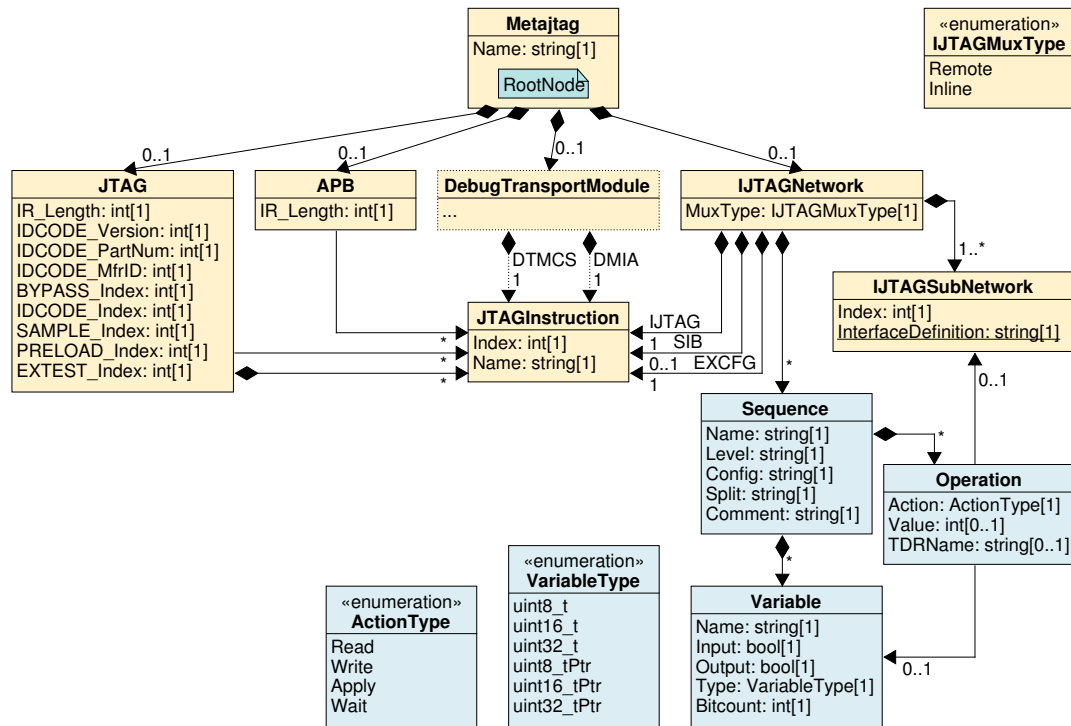 Metajtag
Name: string[1]
RootNode
«enumeration»
IJTAGMuxType
Remote
Inline
0..1
0..1
0..1
0..1
JTAG
IR_Length: int[1]
IDCODE_Version: int[1]
IDCODE_PartNum: int[1]
IDCODE_MfrID: int[1]
BYPASS_Index: int[1]
IDCODE_Index: int[1]
SAMPLE_Index: int[1]
PRELOAD_Index: int[1]
EXTEST_Index: int[1]
APB
IR_Length: int[1]
DebugTransportModule
...
IJTAGNetwork
MuxType: IJTAGMuxType[1]
DTMCS
1
DMIA
1
1..*
IJTAGSubNetwork
Index: int[1]
InterfaceDefinition: string[1]
JTAGInstruction
Index: int[1]
Name: string[1]
*
*
*
IJTAG
1
SIB
0..1
EXCFG
1
*
0..1
Sequence
Name: string[1]
Level: string[1]
Config: string[1]
Split: string[1]
Comment: string[1]
*
Operation
Action: ActionType[1]
Value: int[0..1]
TDRName: string[0..1]
*
0..1
«enumeration»
ActionType
Read
Write
Apply
Wait
«enumeration»
VariableType
uint8_t
uint16_t
uint32_t
uint8_tPtr
uint16_tPtr
uint32_tPtr
Variable
Name: string[1]
Input: bool[1]
Output: bool[1]
Type: VariableType[1]
Bitcount: int[1]